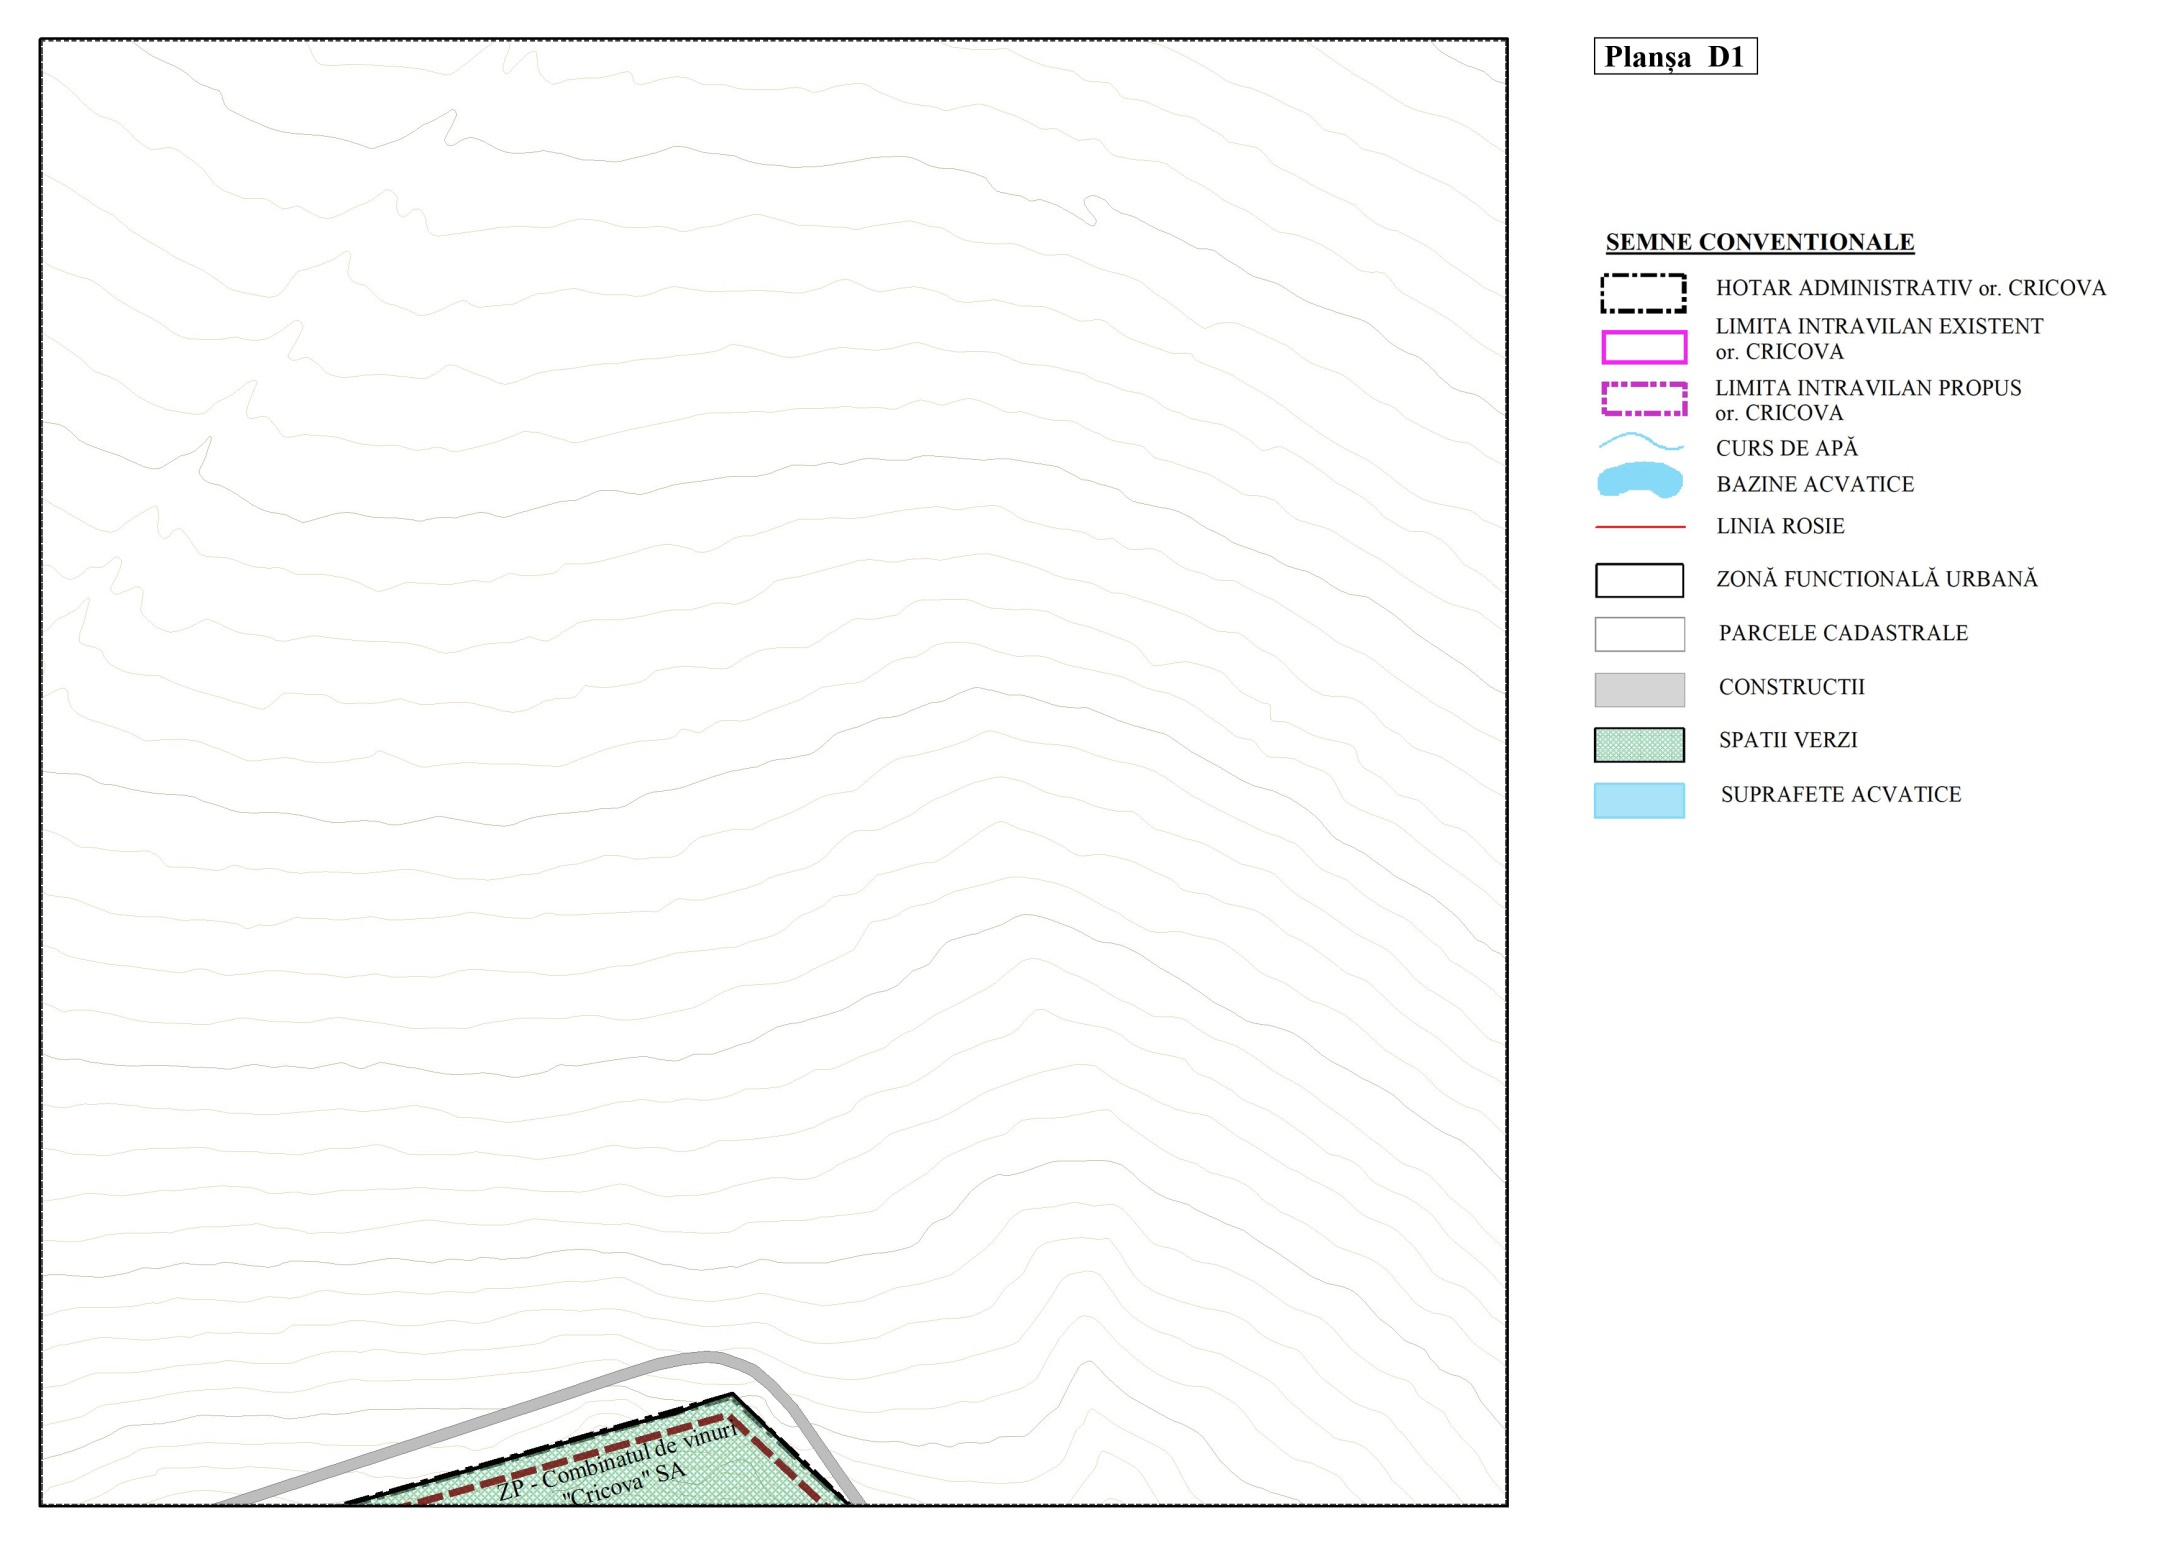 Planșa D1
SEMNE CONVENTIONALE
HOTAR ADMINISTRATIV or. CRICOVA
LIMITA INTRAVILAN EXISTENT
or. CRICOVA
LIMITA INTRAVILAN PROPUS
or. CRICOVA
CURS DE APĂ
BAZINE ACVATICE
LINIA ROSIE
ZONĂ FUNCTIONALĂ URBANĂ
PARCELE CADASTRALE
CONSTRUCTII
SPATII VERZI
SUPRAFETE ACVATICE
ZP - Combinatul de vinuri
"Cricova" SA